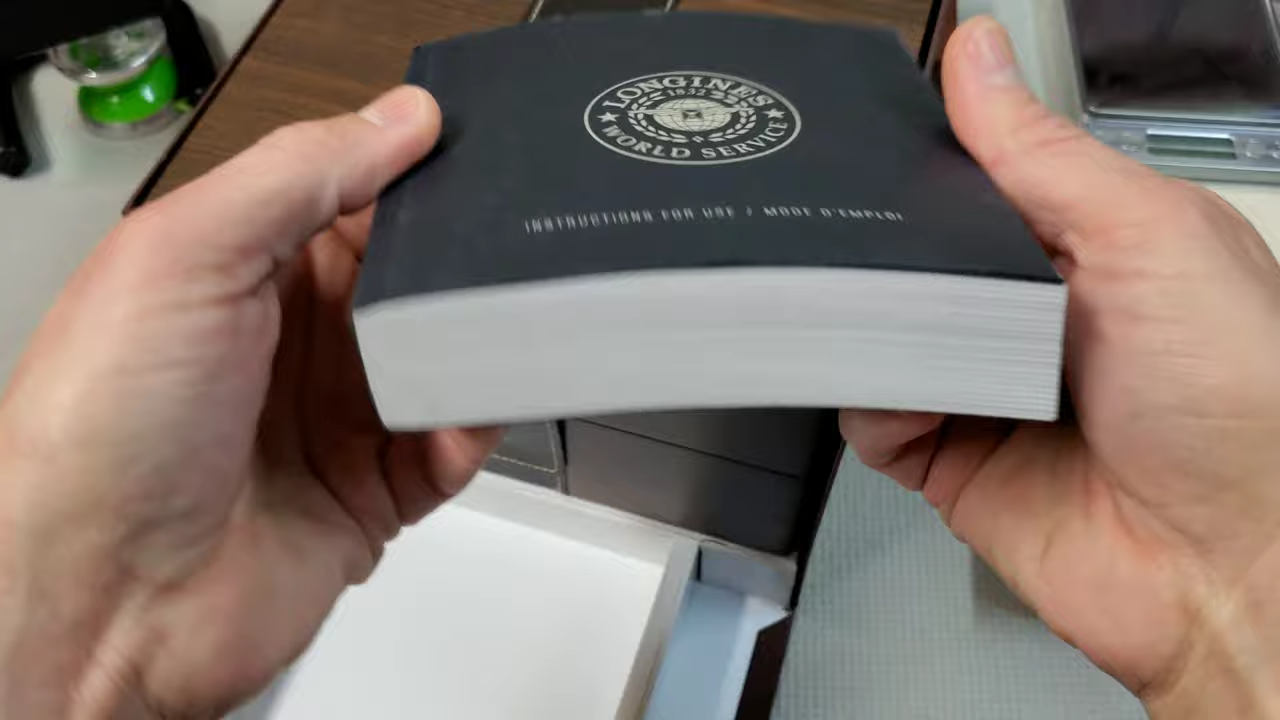 LONGINES
1832
WORLD SERVICE
INSTRUCTIONS FOR USE / MODE D'EMPLOI